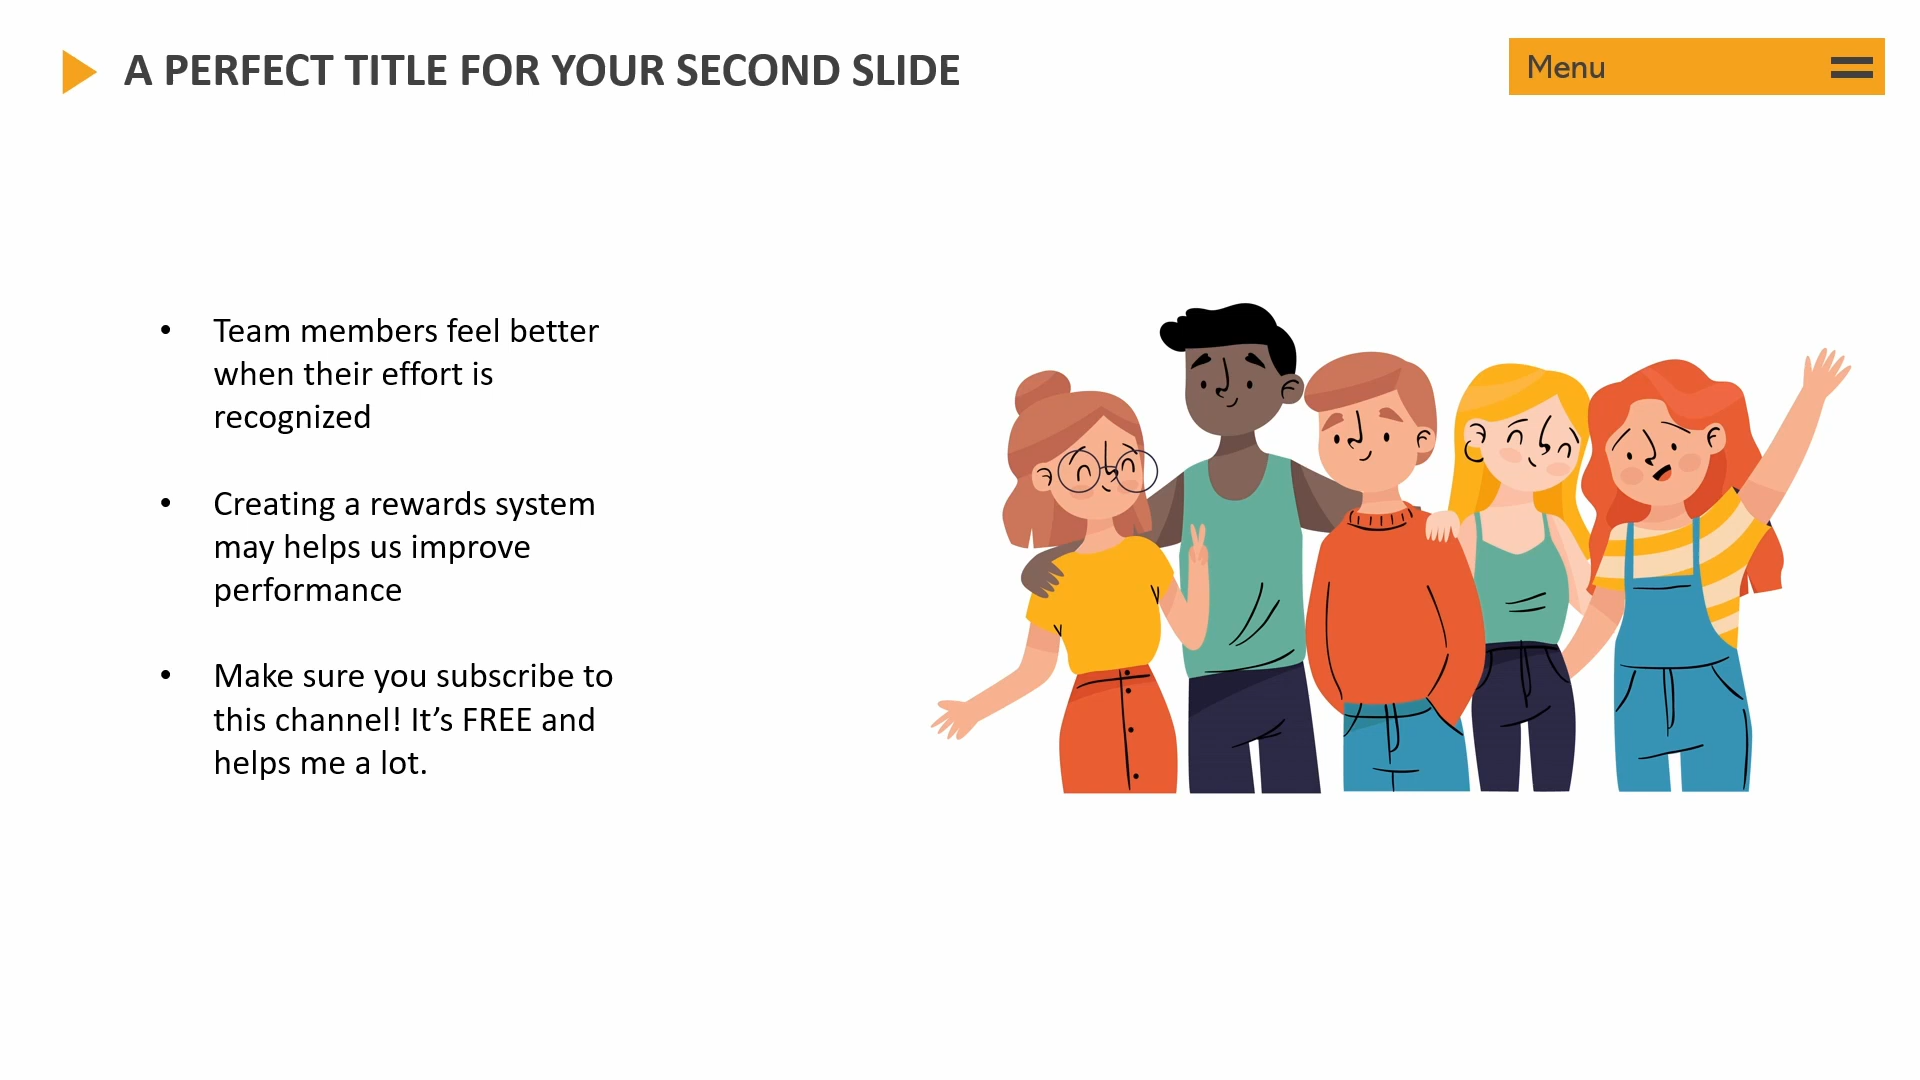 A PERFECT TITLE FOR YOUR SECOND SLIDE
Menu
• Team members feel better
when their effort is
recognized
• Creating a rewards system
may helps us improve
performance
• Make sure you subscribe to
this channel! It’s FREE and
helps me a lot.